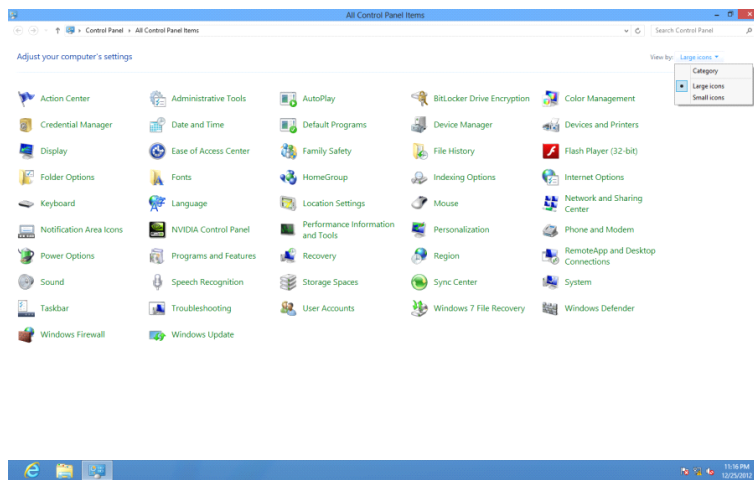 All Control Panel Items
Control Panel All Control Panel Items
Search Control Panel
Adjust your computer's settings
View by: Large icons
Category
Large icons
Small icons
Action Center
Administrative Tools
AutoPlay
BitLocker Drive Encryption
Color Management
Credential Manager
Date and Time
Default Programs
Device Manager
Devices and Printers
Display
Ease of Access Center
Family Safety
File History
Flash Player (32-bit)
Folder Options
Fonts
HomeGroup
Indexing Options
Internet Options
Keyboard
Language
Location Settings
Mouse
Network and Sharing
Center
Notification Area Icons
NVIDIA Control Panel
Performance Information
and Tools
Personalization
Phone and Modem
Power Options
Programs and Features
Recovery
Region
RemoteApp and Desktop
Connections
Sound
Speech Recognition
Storage Spaces
Sync Center
System
Taskbar
Troubleshooting
User Accounts
Windows 7 File Recovery
Windows Defender
Windows Firewall
Windows Update
11:16 PM
12/25/2012